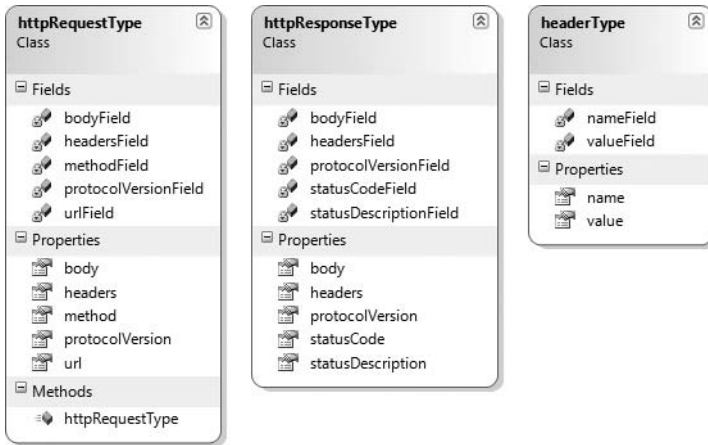 httpRequestType
Class
Fields
bodyField
headersField
methodField
protocolVersionField
urlField
Properties
body
headers
method
protocolVersion
url
Methods
httpRequestType
httpResponseType
Class
Fields
bodyField
headersField
protocolVersionField
statusCodeField
statusDescriptionField
Properties
body
headers
protocolVersion
statusCode
statusDescription
headerType
Class
Fields
nameField
valueField
Properties
name
value